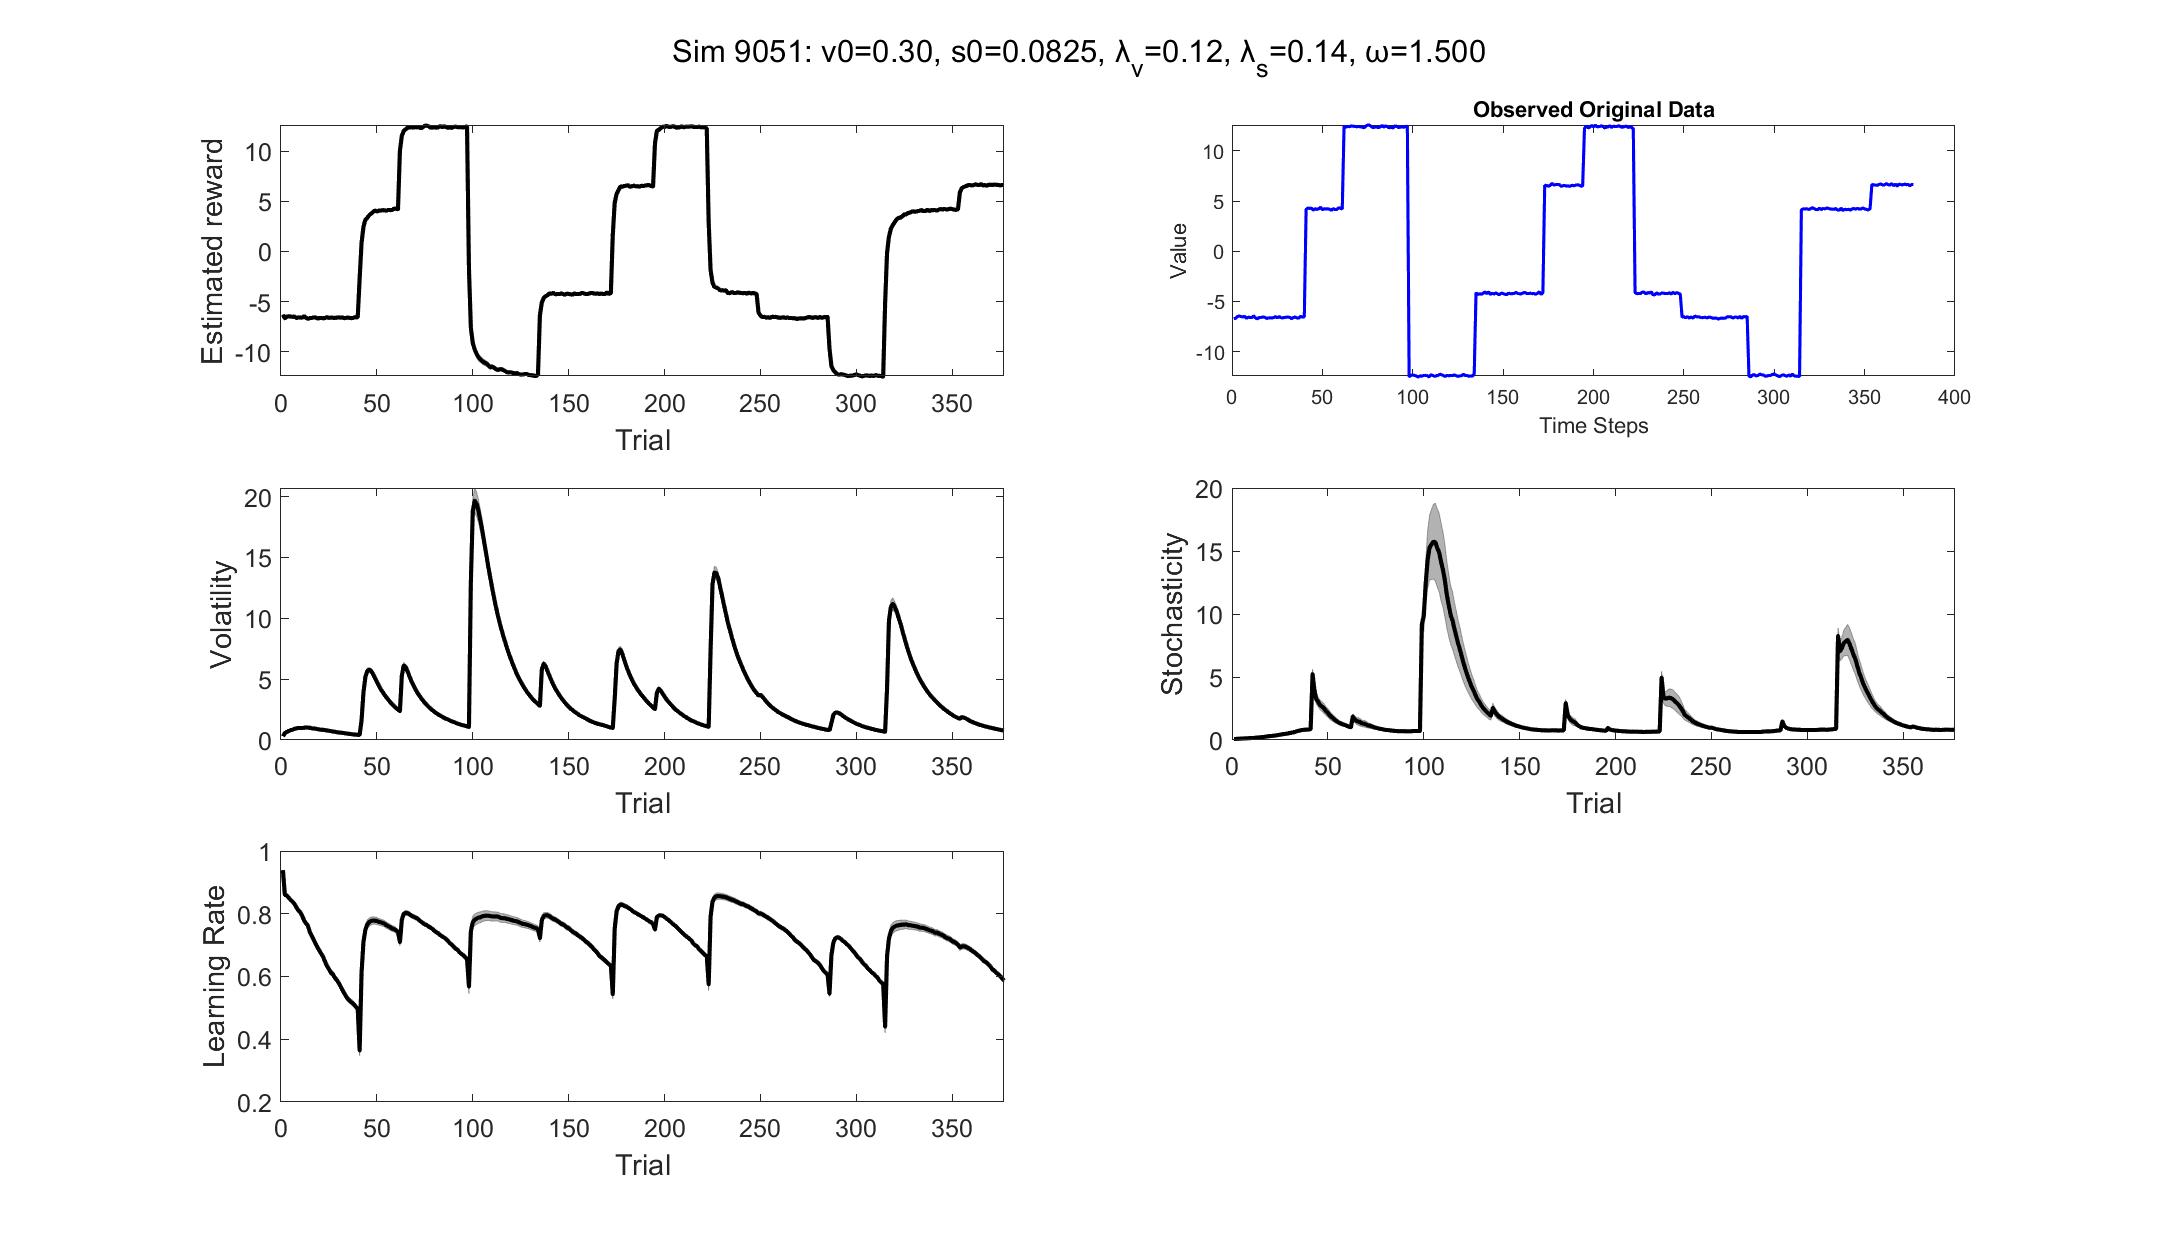 Sim 9051: v0=0.30, s0=0.0825, λv=0.12, λs=0.14, ω=1.500
Estimated reward
10
5
0
-5
-10
0 50 100 150 200 250 300 350
Trial
Observed Original Data
Value
10
5
0
-5
-10
0 50 100 150 200 250 300 350 400
Time Steps
Volatility
20
15
10
5
0
0 50 100 150 200 250 300 350
Trial
Stochasticity
20
15
10
5
0
0 50 100 150 200 250 300 350
Trial
Learning Rate
1
0.8
0.6
0.4
0.2
0 50 100 150 200 250 300 350
Trial